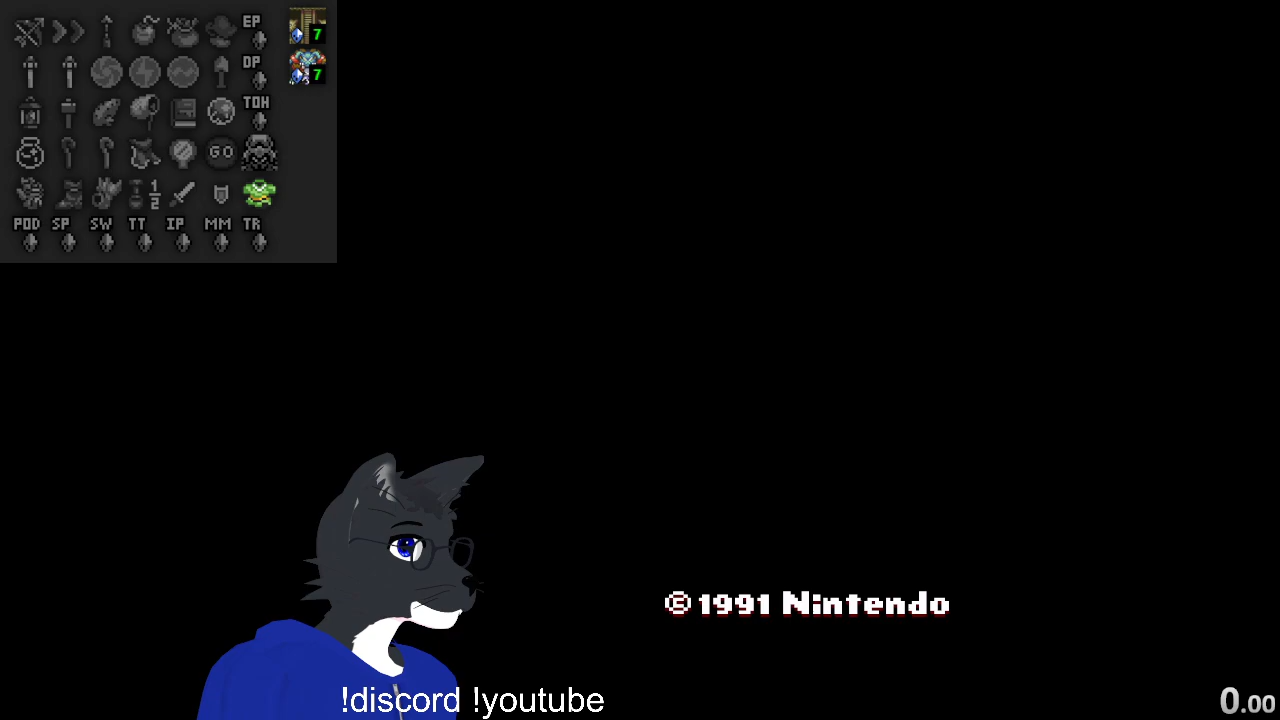 EP 7
DP 7
TOH
GO
1/2
POD SP SW TT IP MM TR
©1991 Nintendo
!discord !youtube
0.00